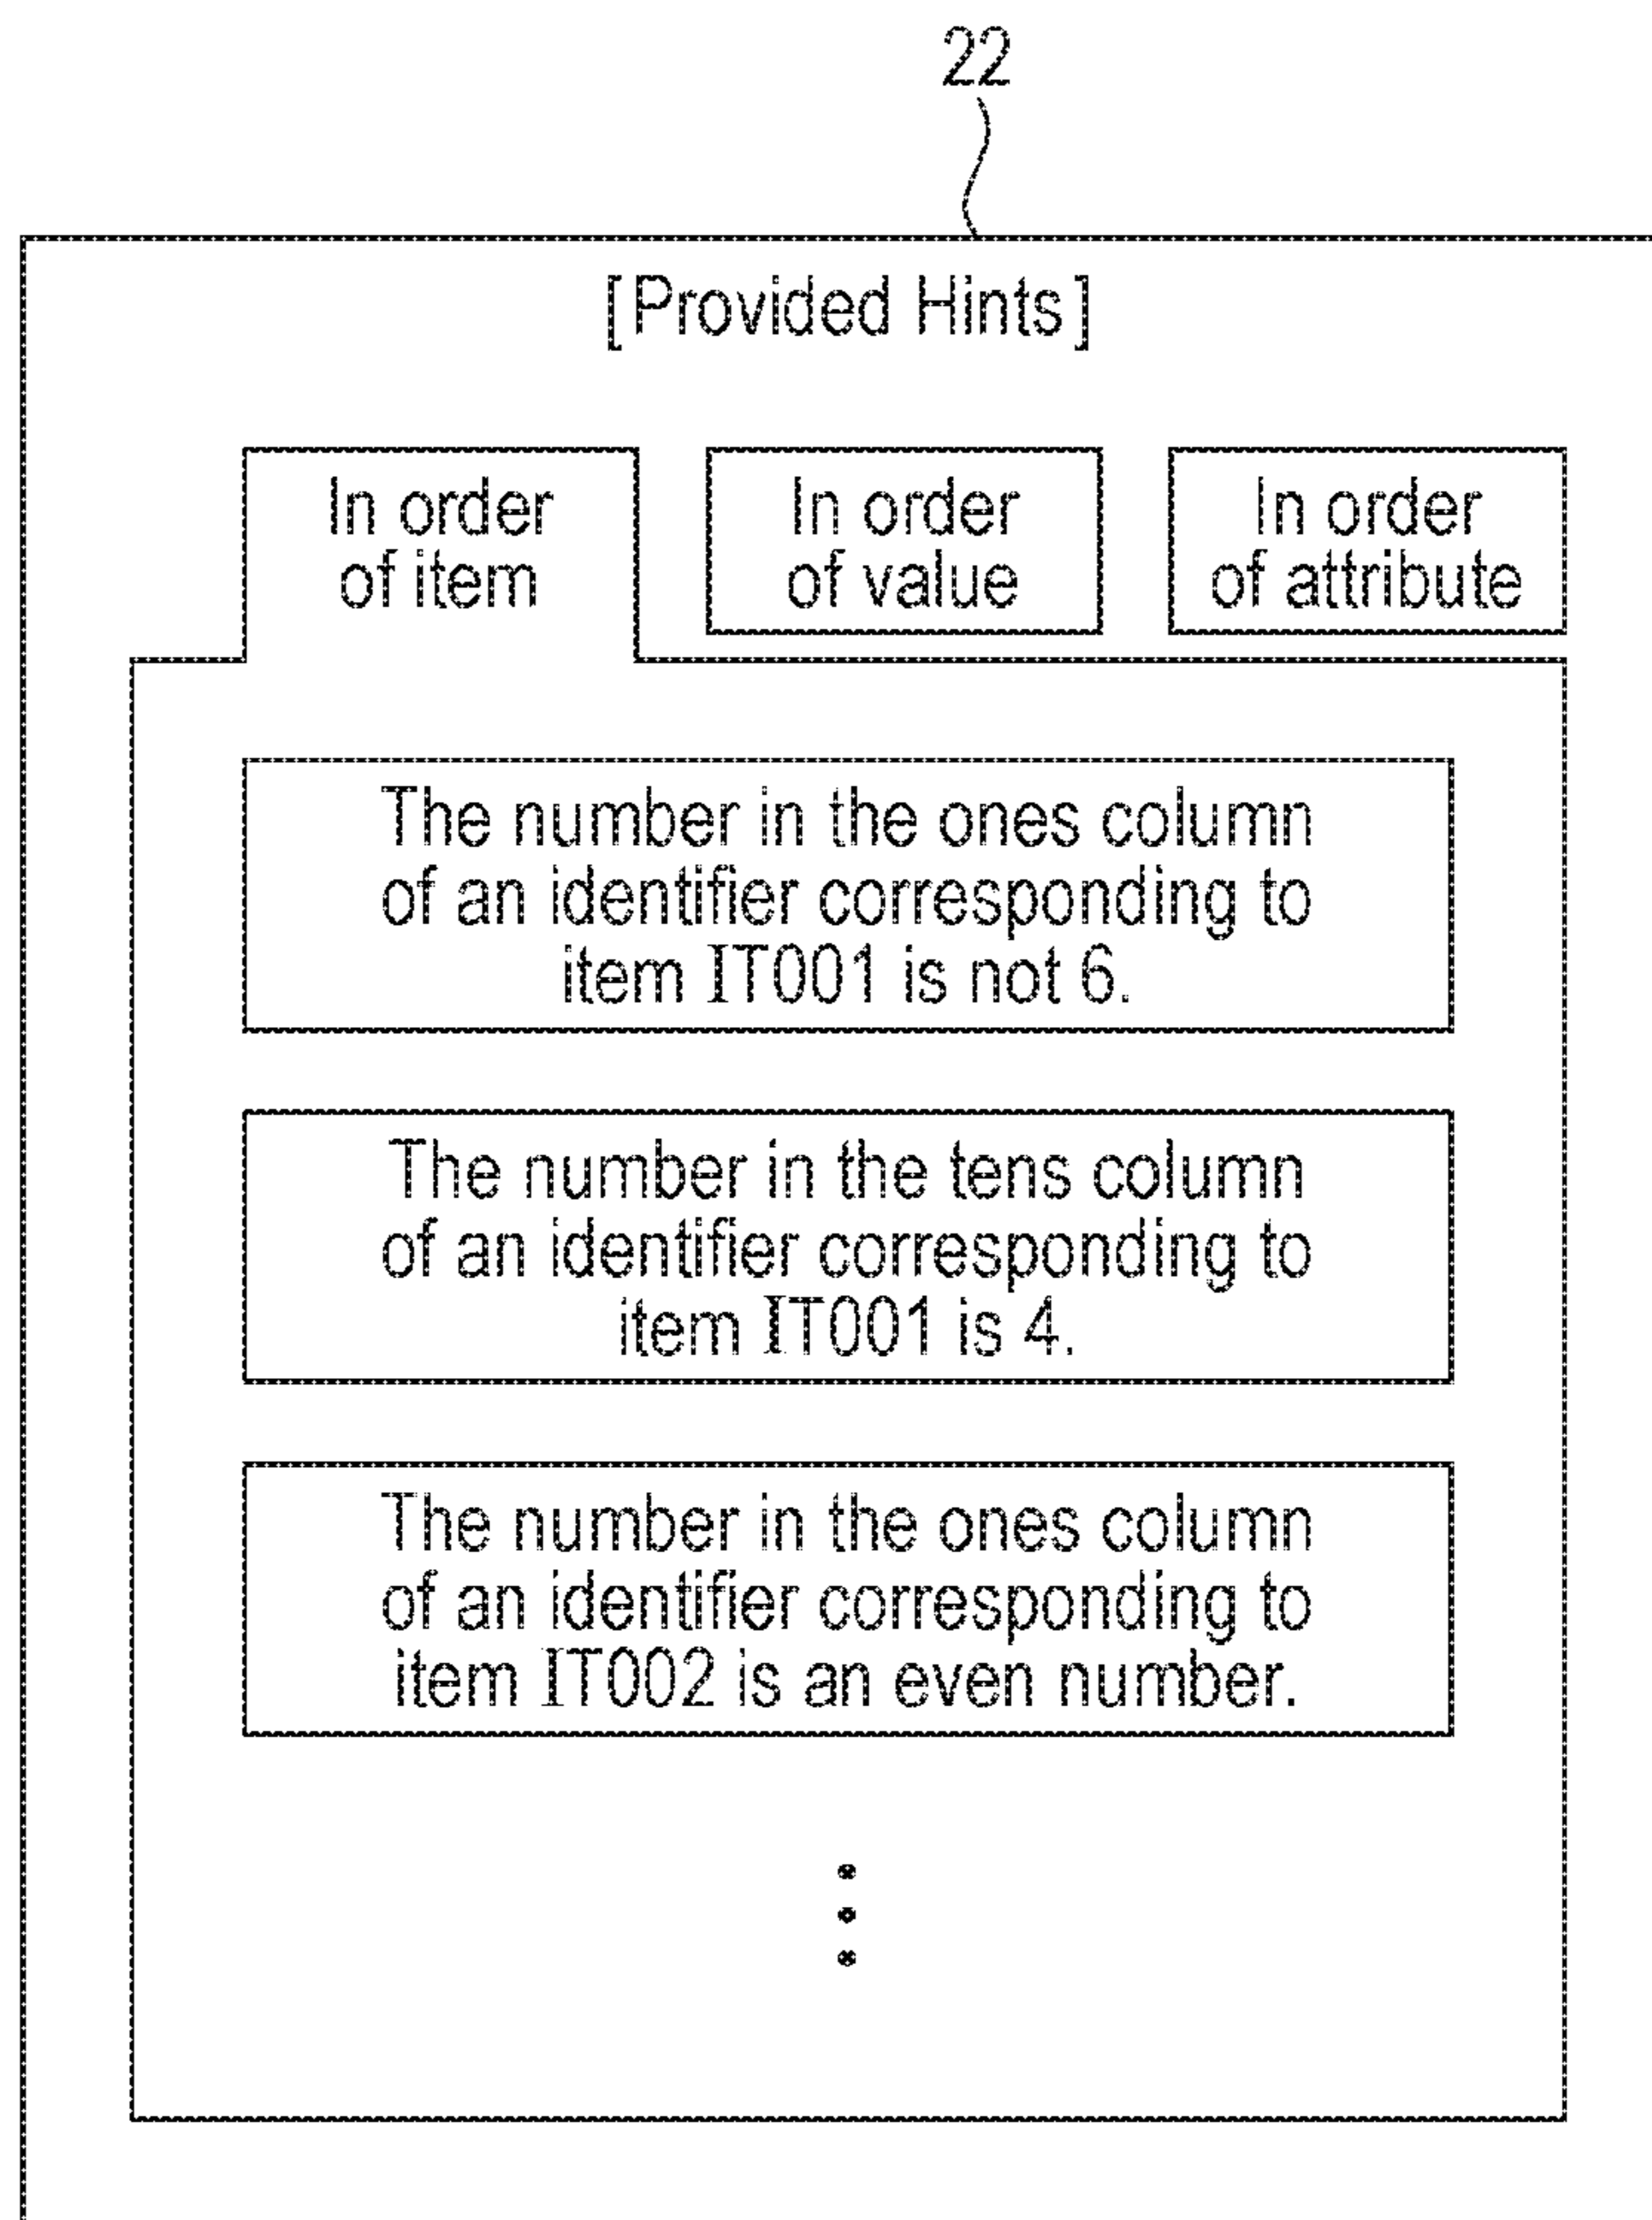 22
[Provided Hints]
In order
of item
In order
of value
In order
of attribute
The number in the ones column
of an identifier corresponding to
item IT001 is not 6.
The number in the tens column
of an identifier corresponding to
item IT001 is 4.
The number in the ones column
of an identifier corresponding to
item IT002 is an even number.